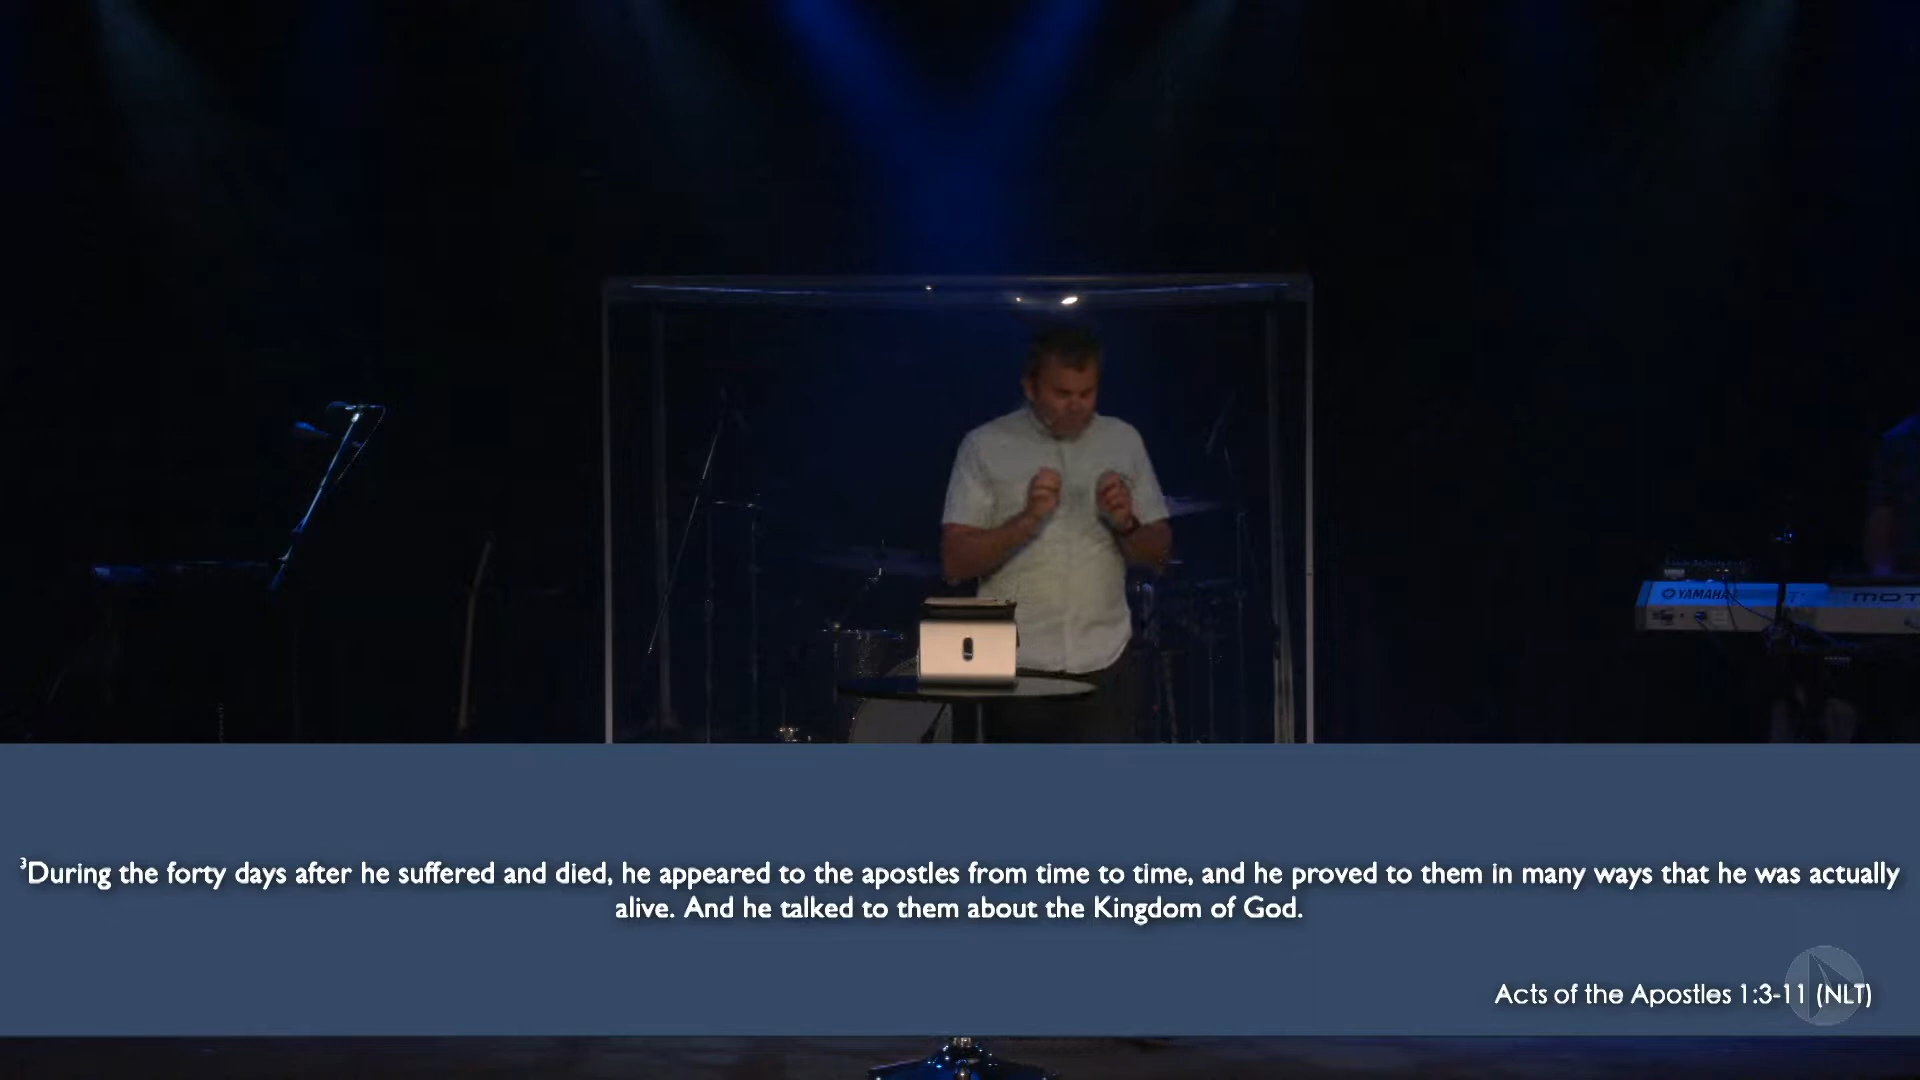 YAMAHA
MOT
³During the forty days after he suffered and died, he appeared to the apostles from time to time, and he proved to them in many ways that he was actually
alive. And he talked to them about the Kingdom of God.
Acts of the Apostles 1:3-11 (NLT)